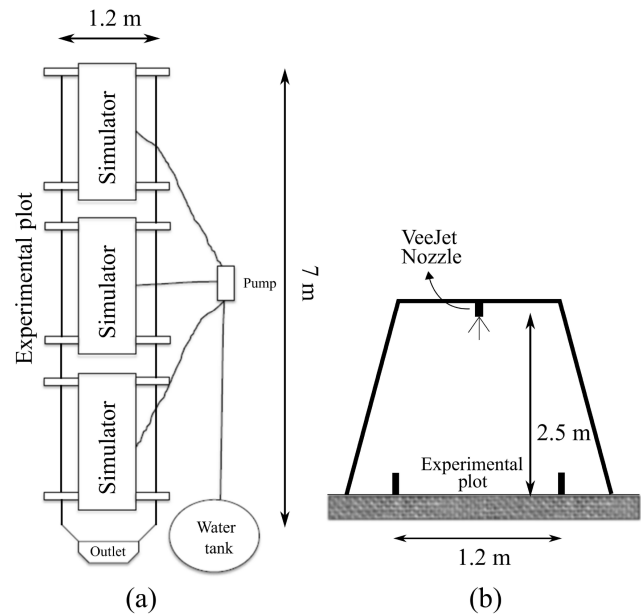 1.2 m
Experimental plot
Simulator
Simulator
Simulator
Pump
7 m
Water
tank
Outlet
(a)
VeeJet
Nozzle
2.5 m
Experimental
plot
1.2 m
(b)